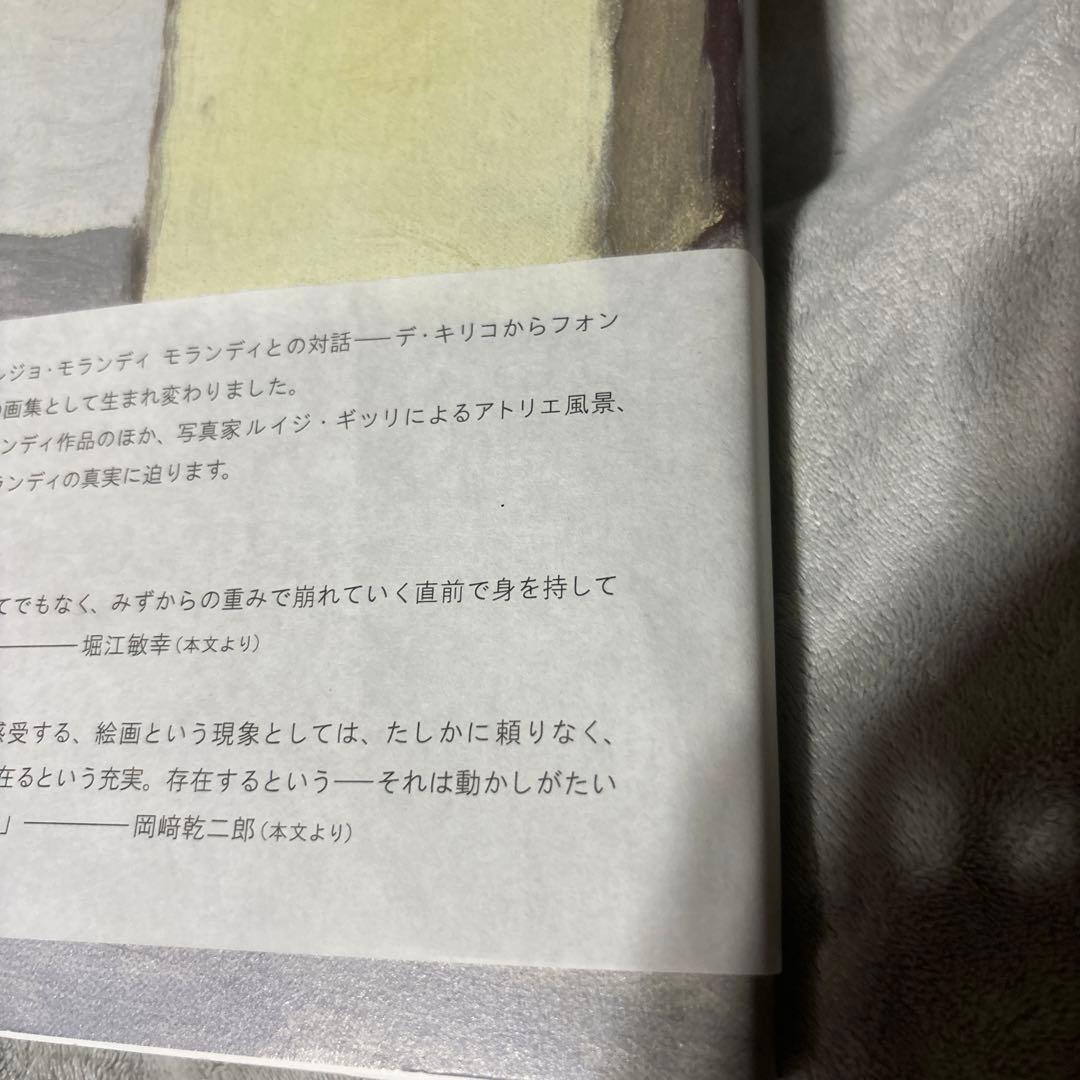 ルジョ・モランディ モランディとの対話──デ・キリコからフォン
画集として生まれ変わりました。
ンディ作品のほか、写真家ルイジ・ギッリによるアトリエ風景、
ランディの真実に迫ります。
てでもなく、みずからの重みで崩れていく直前で身を持して
────堀江敏幸（本文より）
感受する、絵画という現象としては、たしかに頼りなく、
在るという充実。存在するという──それは動かしがたい
」────岡﨑乾二郎（本文より）